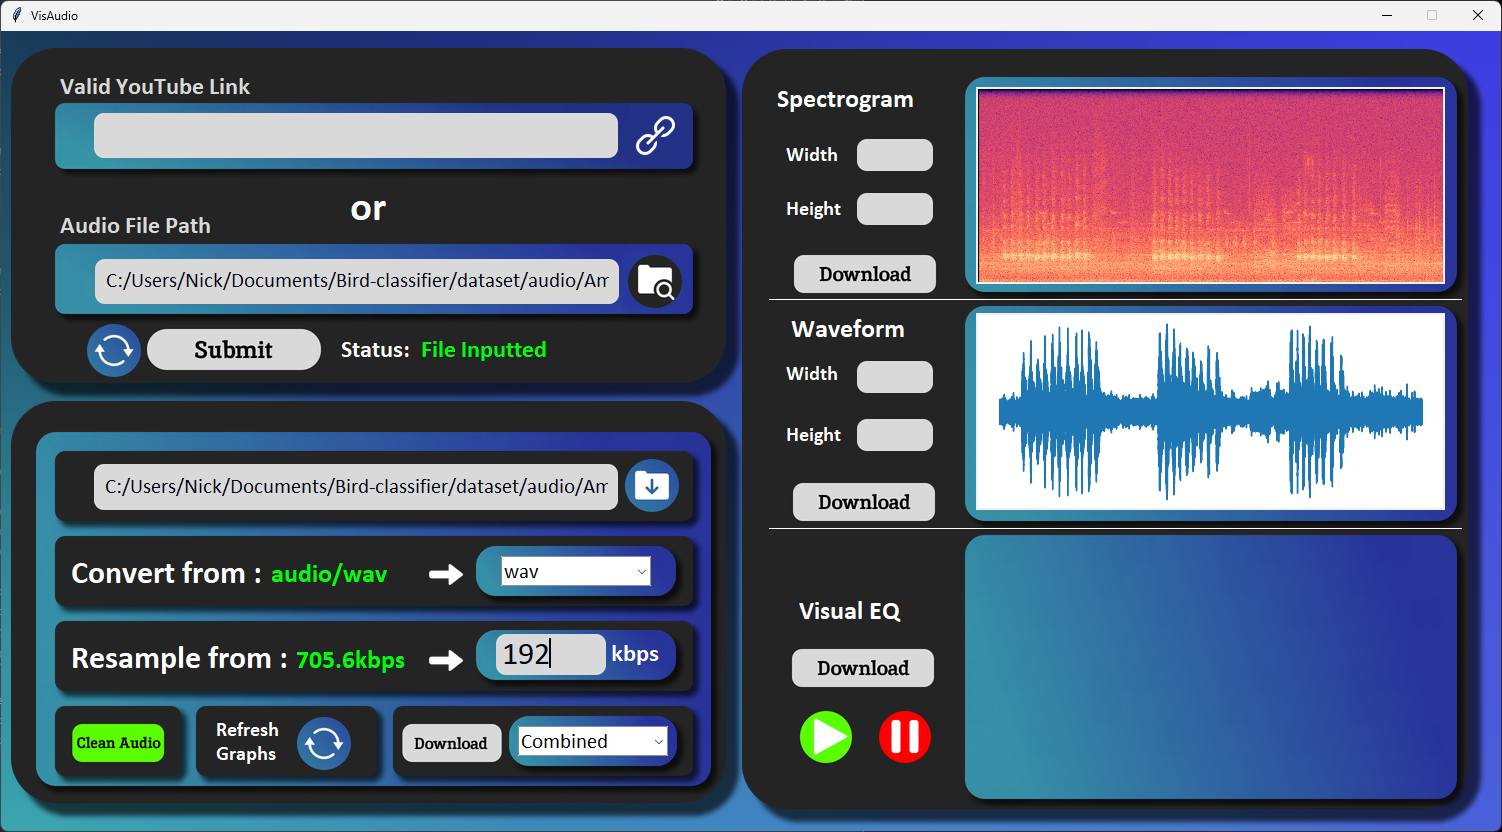 VisAudio
Valid YouTube Link
or
Audio File Path
C:/Users/Nick/Documents/Bird-classifier/dataset/audio/Am
Submit
Status: File Inputted
C:/Users/Nick/Documents/Bird-classifier/dataset/audio/Am
Convert from : audio/wav
wav
Resample from : 705.6kbps
192 kbps
Clean Audio
Refresh
Graphs
Download
Combined
Spectrogram
Width
Height
Download
Waveform
Width
Height
Download
Visual EQ
Download